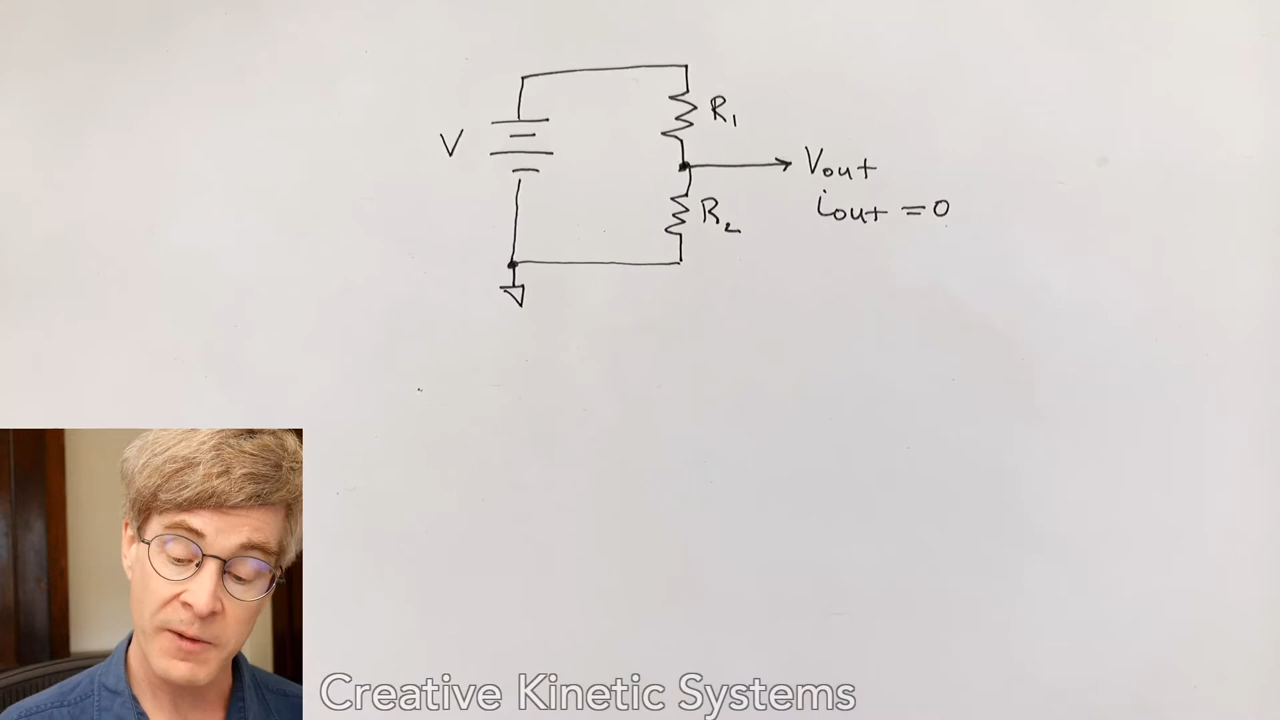 R₁
V
Vout
iout = 0
R₂
Creative Kinetic Systems